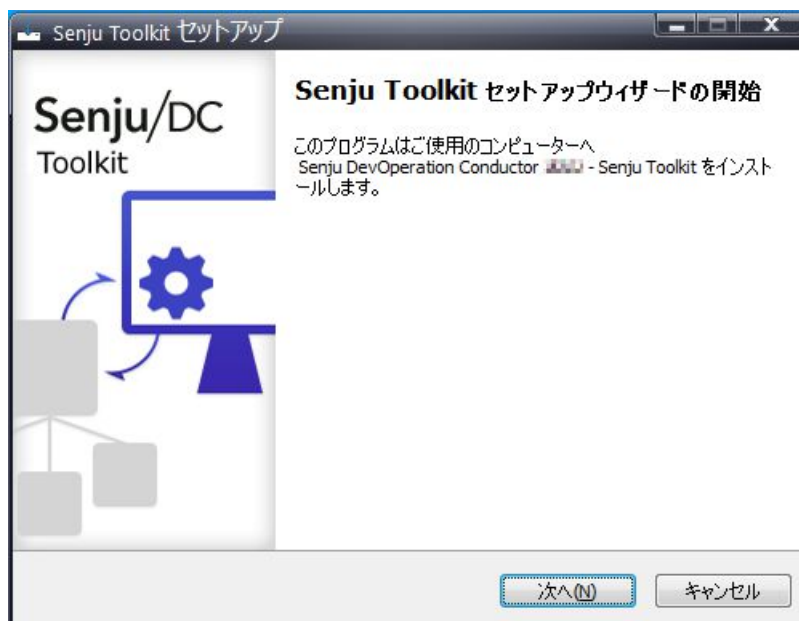 Senju Toolkit セットアップ
Senju/DC
Toolkit
Senju Toolkit セットアップウィザードの開始
このプログラムはご使用のコンピューターへ
Senju DevOperation Conductor - Senju Toolkit をインスト
ールします。
次へ(N)
キャンセル